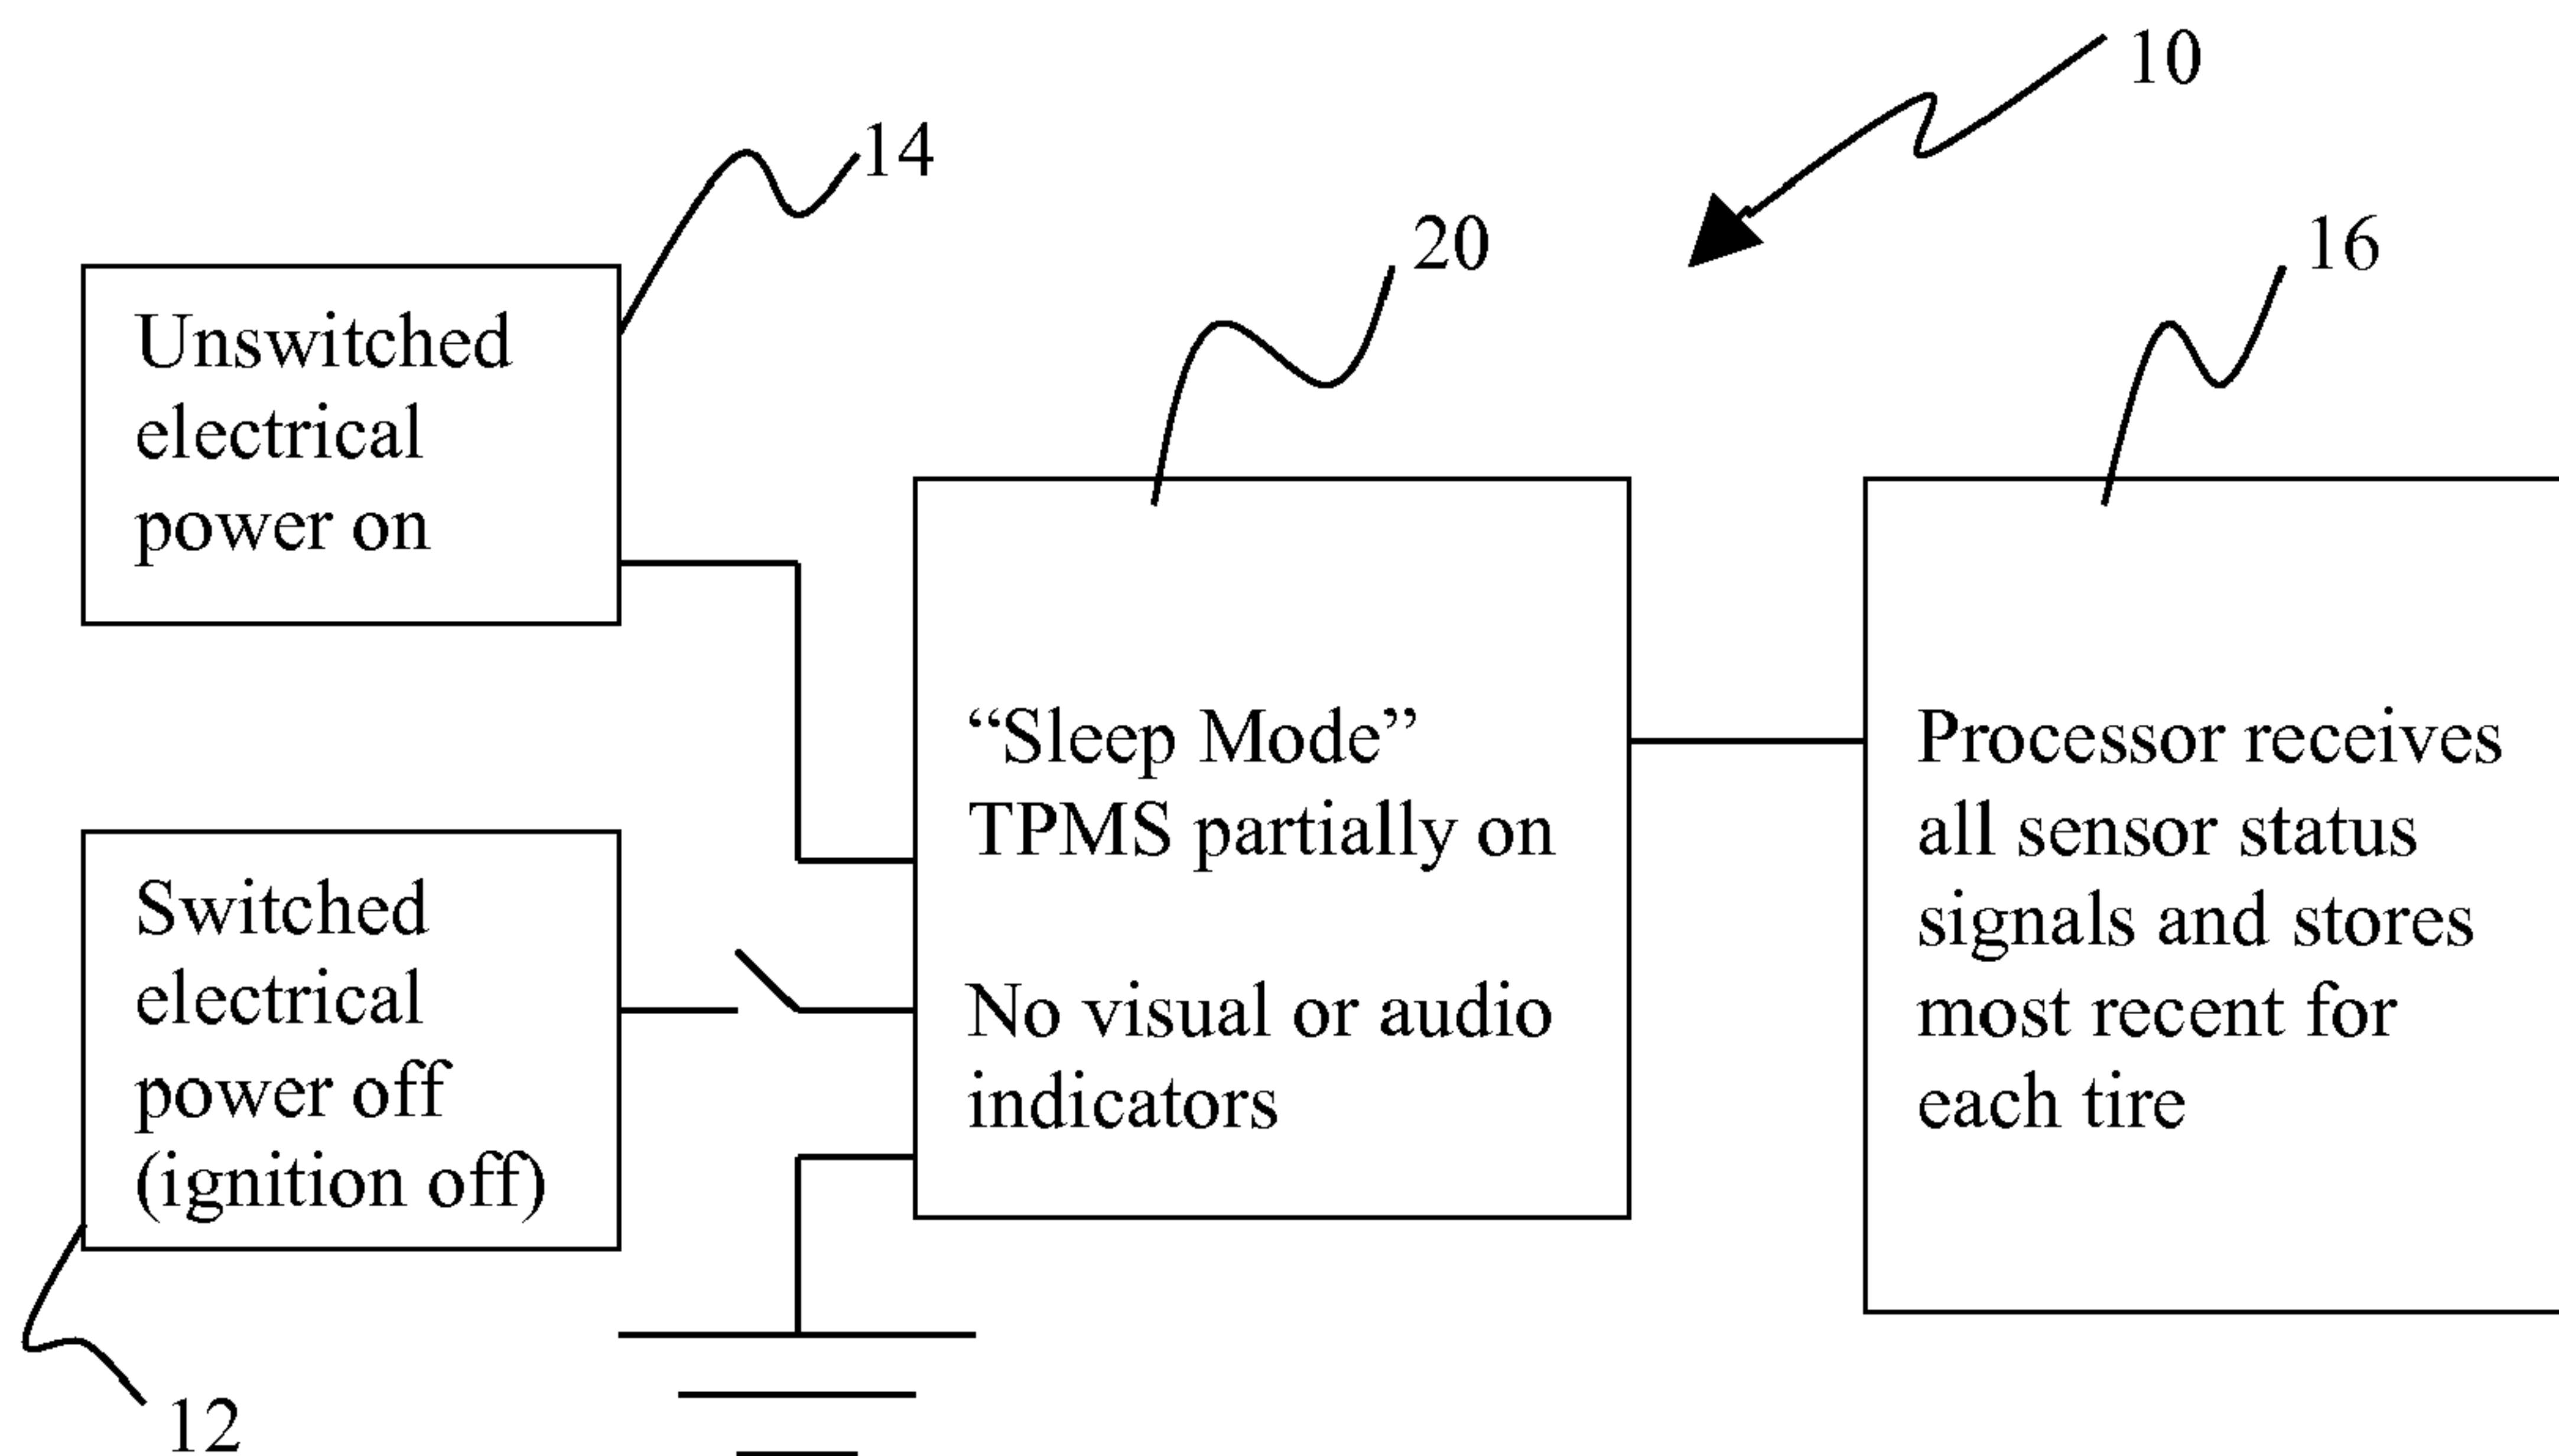 10
14
20
16
Unswitched
electrical
power on
Switched
electrical
power off
(ignition off)
12
“Sleep Mode”
TPMS partially on
No visual or audio
indicators
Processor receives
all sensor status
signals and stores
most recent for
each tire